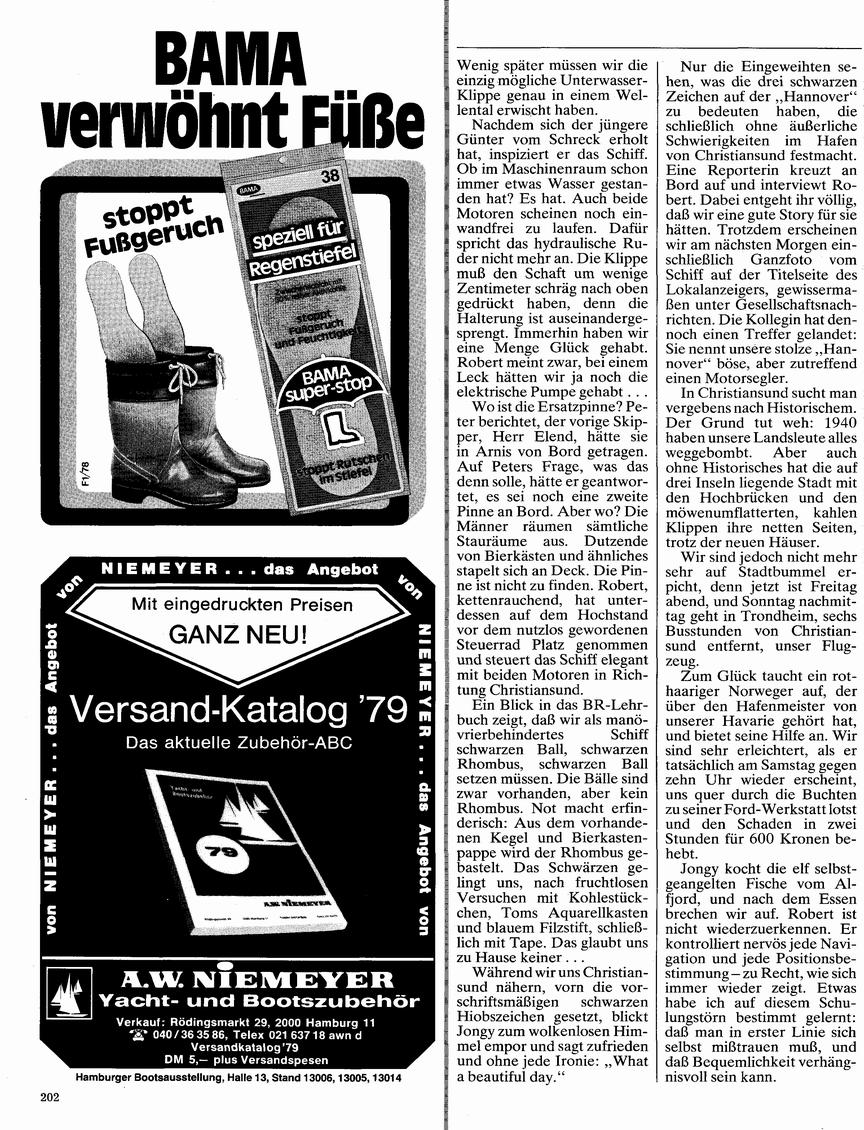 BAMA
verwöhnt Füße
stoppt
Fußgeruch
BAMA
38
speziell für
Regenstiefel
stoppt
Fußgeruch
und Feuchtigkeit
BAMA
super-stop
stoppt Rutschen
im Stiefel
F1/78
NIEMEYER . . . das Angebot
von
von
Mit eingedruckten Preisen
GANZ NEU!
von NIEMEYER . . . das Angebot
NIEMEYER . . . das Angebot von
Versand-Katalog '79
Das aktuelle Zubehör-ABC
Yacht- und
Bootszubehör
79
A.W. NIEMEYER
A.W. NIEMEYER
Yacht- und Bootszubehör
Verkauf: Rödingsmarkt 29, 2000 Hamburg 11
☎ 040/36 35 86, Telex 021 637 18 awn d
Versandkatalog '79
DM 5,– plus Versandspesen
Hamburger Bootsausstellung, Halle 13, Stand 13006, 13005, 13014
202
Wenig später müssen wir die
einzig mögliche Unterwasser-
Klippe genau in einem Wel-
lental erwischt haben.
Nachdem sich der jüngere
Günter vom Schreck erholt
hat, inspiziert er das Schiff.
Ob im Maschinenraum schon
immer etwas Wasser gestan-
den hat? Es hat. Auch beide
Motoren scheinen noch ein-
wandfrei zu laufen. Dafür
spricht das hydraulische Ru-
der nicht mehr an. Die Klippe
muß den Schaft um wenige
Zentimeter schräg nach oben
gedrückt haben, denn die
Halterung ist auseinanderge-
sprengt. Immerhin haben wir
eine Menge Glück gehabt.
Robert meint zwar, bei einem
Leck hätten wir ja noch die
elektrische Pumpe gehabt . . .
Wo ist die Ersatzpinne? Pe-
ter berichtet, der vorige Skip-
per, Herr Elend, hätte sie
in Arnis von Bord getragen.
Auf Peters Frage, was das
denn solle, hätte er geantwor-
tet, es sei noch eine zweite
Pinne an Bord. Aber wo? Die
Männer räumen sämtliche
Stauräume aus. Dutzende
von Bierkästen und ähnliches
stapelt sich an Deck. Die Pin-
ne ist nicht zu finden. Robert,
kettenrauchend, hat unter-
dessen auf dem Hochstand
vor dem nutzlos gewordenen
Steuerrad Platz genommen
und steuert das Schiff elegant
mit beiden Motoren in Rich-
tung Christiansund.
Ein Blick in das BR-Lehr-
buch zeigt, daß wir als manö-
vrierbehindertes Schiff
schwarzen Ball, schwarzen
Rhombus, schwarzen Ball
setzen müssen. Die Bälle sind
zwar vorhanden, aber kein
Rhombus. Not macht erfin-
derisch: Aus dem vorhande-
nen Kegel und Bierkasten-
pappe wird der Rhombus ge-
bastelt. Das Schwärzen ge-
lingt uns, nach fruchtlosen
Versuchen mit Kohlestück-
chen, Toms Aquarellkasten
und blauem Filzstift, schließ-
lich mit Tape. Das glaubt uns
zu Hause keiner . . .
Während wir uns Christian-
sund nähern, vorn die vor-
schriftsmäßigen schwarzen
Hiobszeichen gesetzt, blickt
Jongy zum wolkenlosen Him-
mel empor und sagt zufrieden
und ohne jede Ironie: „What
a beautiful day.“
Nur die Eingeweihten se-
hen, was die drei schwarzen
Zeichen auf der „Hannover“
zu bedeuten haben, die
schließlich ohne äußerliche
Schwierigkeiten im Hafen
von Christiansund festmacht.
Eine Reporterin kreuzt an
Bord auf und interviewt Ro-
bert. Dabei entgeht ihr völlig,
daß wir eine gute Story für sie
hätten. Trotzdem erscheinen
wir am nächsten Morgen ein-
schließlich Ganzfoto vom
Schiff auf der Titelseite des
Lokalanzeigers, gewisserma-
ßen unter Gesellschaftsnach-
richten. Die Kollegin hat den-
noch einen Treffer gelandet:
Sie nennt unsere stolze „Han-
nover“ böse, aber zutreffend
einen Motorsegler.
In Christiansund sucht man
vergebens nach Historischem.
Der Grund tut weh: 1940
haben unsere Landsleute alles
weggebombt. Aber auch
ohne Historisches hat die auf
drei Inseln liegende Stadt mit
den Hochbrücken und den
möwenumflatterten, kahlen
Klippen ihre netten Seiten,
trotz der neuen Häuser.
Wir sind jedoch nicht mehr
sehr auf Stadtbummel er-
picht, denn jetzt ist Freitag
abend, und Sonntag nachmit-
tag geht in Trondheim, sechs
Busstunden von Christian-
sund entfernt, unser Flug-
zeug.
Zum Glück taucht ein rot-
haariger Norweger auf, der
über den Hafenmeister von
unserer Havarie gehört hat,
und bietet seine Hilfe an. Wir
sind sehr erleichtert, als er
tatsächlich am Samstag gegen
zehn Uhr wieder erscheint,
uns quer durch die Buchten
zu seiner Ford-Werkstatt lotst
und den Schaden in zwei
Stunden für 600 Kronen be-
hebt.
Jongy kocht die elf selbst-
geangelten Fische vom Al-
fjord, und nach dem Essen
brechen wir auf. Robert ist
nicht wiederzuerkennen. Er
kontrolliert nervös jede Navi-
gation und jede Positionsbe-
stimmung – zu Recht, wie sich
immer wieder zeigt. Etwas
habe ich auf diesem Schu-
lungstörn bestimmt gelernt:
daß man in erster Linie sich
selbst mißtrauen muß, und
daß Bequemlichkeit verhäng-
nisvoll sein kann.